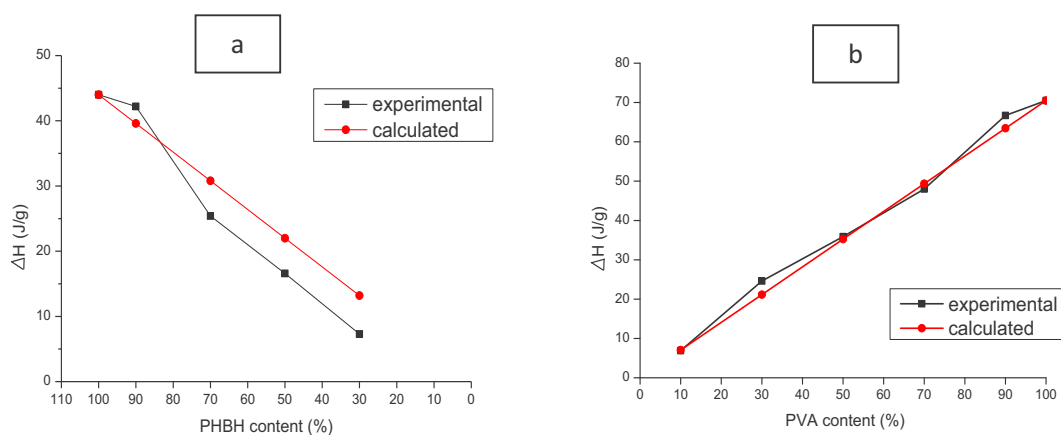 a
50
40
30
20
10
0
ΔH (J/g)
110 100 90 80 70 60 50 40 30 20 10 0
PHBH content (%)
experimental
calculated
b
80
70
60
50
40
30
20
10
0
ΔH (J/g)
0 10 20 30 40 50 60 70 80 90 100
PVA content (%)
experimental
calculated